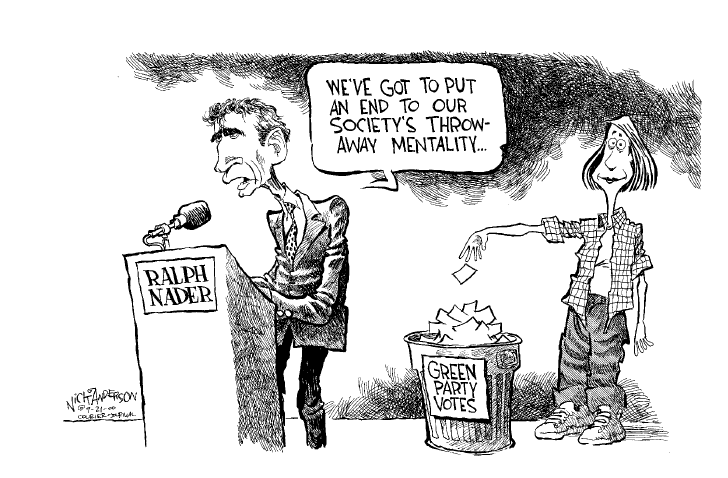 WE'VE GOT TO PUT
AN END TO OUR
SOCIETY'S THROW-
AWAY MENTALITY...
RALPH
NADER
GREEN
PARTY
VOTES
NICK ANDERSON
©9-21-00
COURIER-JOURNAL